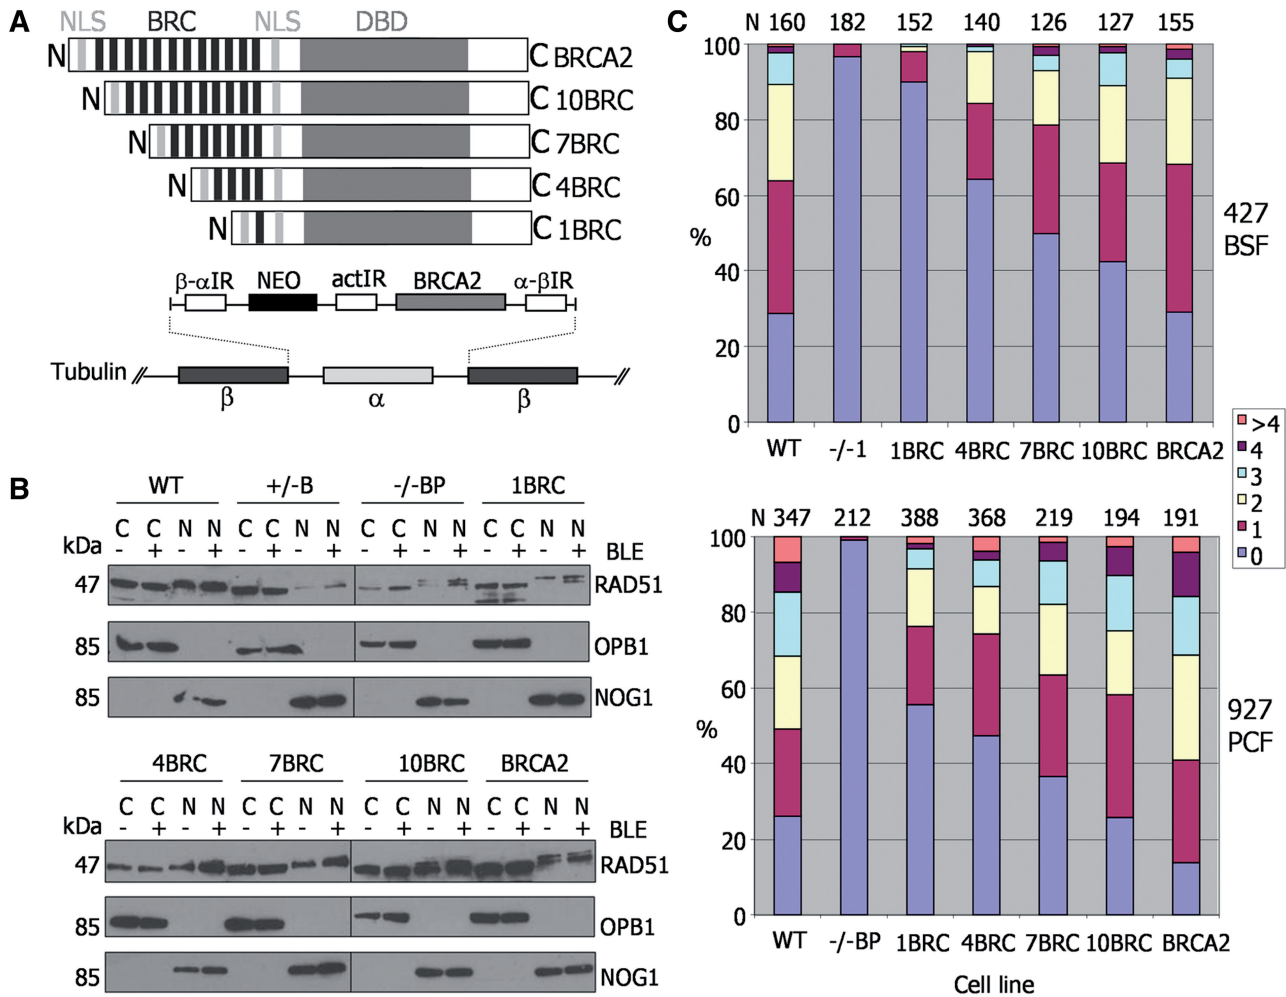 A
NLS BRC NLS DBD
N C BRCA2
N C 10BRC
N C 7BRC
N C 4BRC
N C 1BRC
β-αIR NEO actIR BRCA2 α-βIR
Tubulin // //
β α β
B
WT +/-B -/-BP 1BRC
C C N N C C N N C C N N C C N N
kDa - + - + - + - + - + - + - + - + BLE
47 RAD51
85 OPB1
85 NOG1
4BRC 7BRC 10BRC BRCA2
C C N N C C N N C C N N C C N N
kDa - + - + - + - + - + - + - + - + BLE
47 RAD51
85 OPB1
85 NOG1
C
N 160 182 152 140 126 127 155
100
80
60
%
40
20
0
WT -/-1 1BRC 4BRC 7BRC 10BRC BRCA2
427
BSF
>4
4
3
2
1
0
N 347 212 388 368 219 194 191
100
80
60
%
40
20
0
WT -/-BP 1BRC 4BRC 7BRC 10BRC BRCA2
927
PCF
Cell line